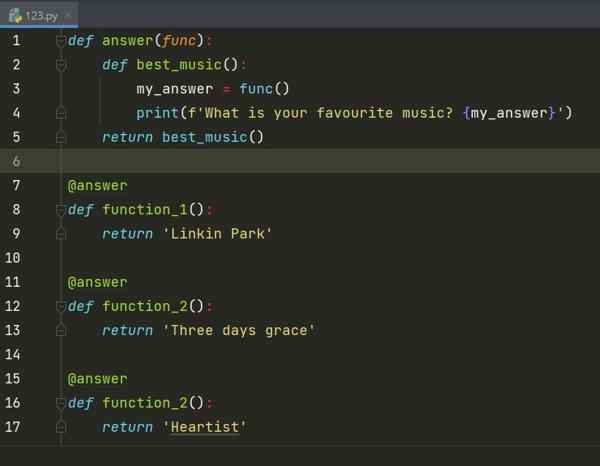 123.py
1 def answer(func):
2     def best_music():
3         my_answer = func()
4         print(f'What is your favourite music? {my_answer}')
5     return best_music()
6
7 @answer
8 def function_1():
9     return 'Linkin Park'
10
11 @answer
12 def function_2():
13     return 'Three days grace'
14
15 @answer
16 def function_2():
17     return 'Heartist'